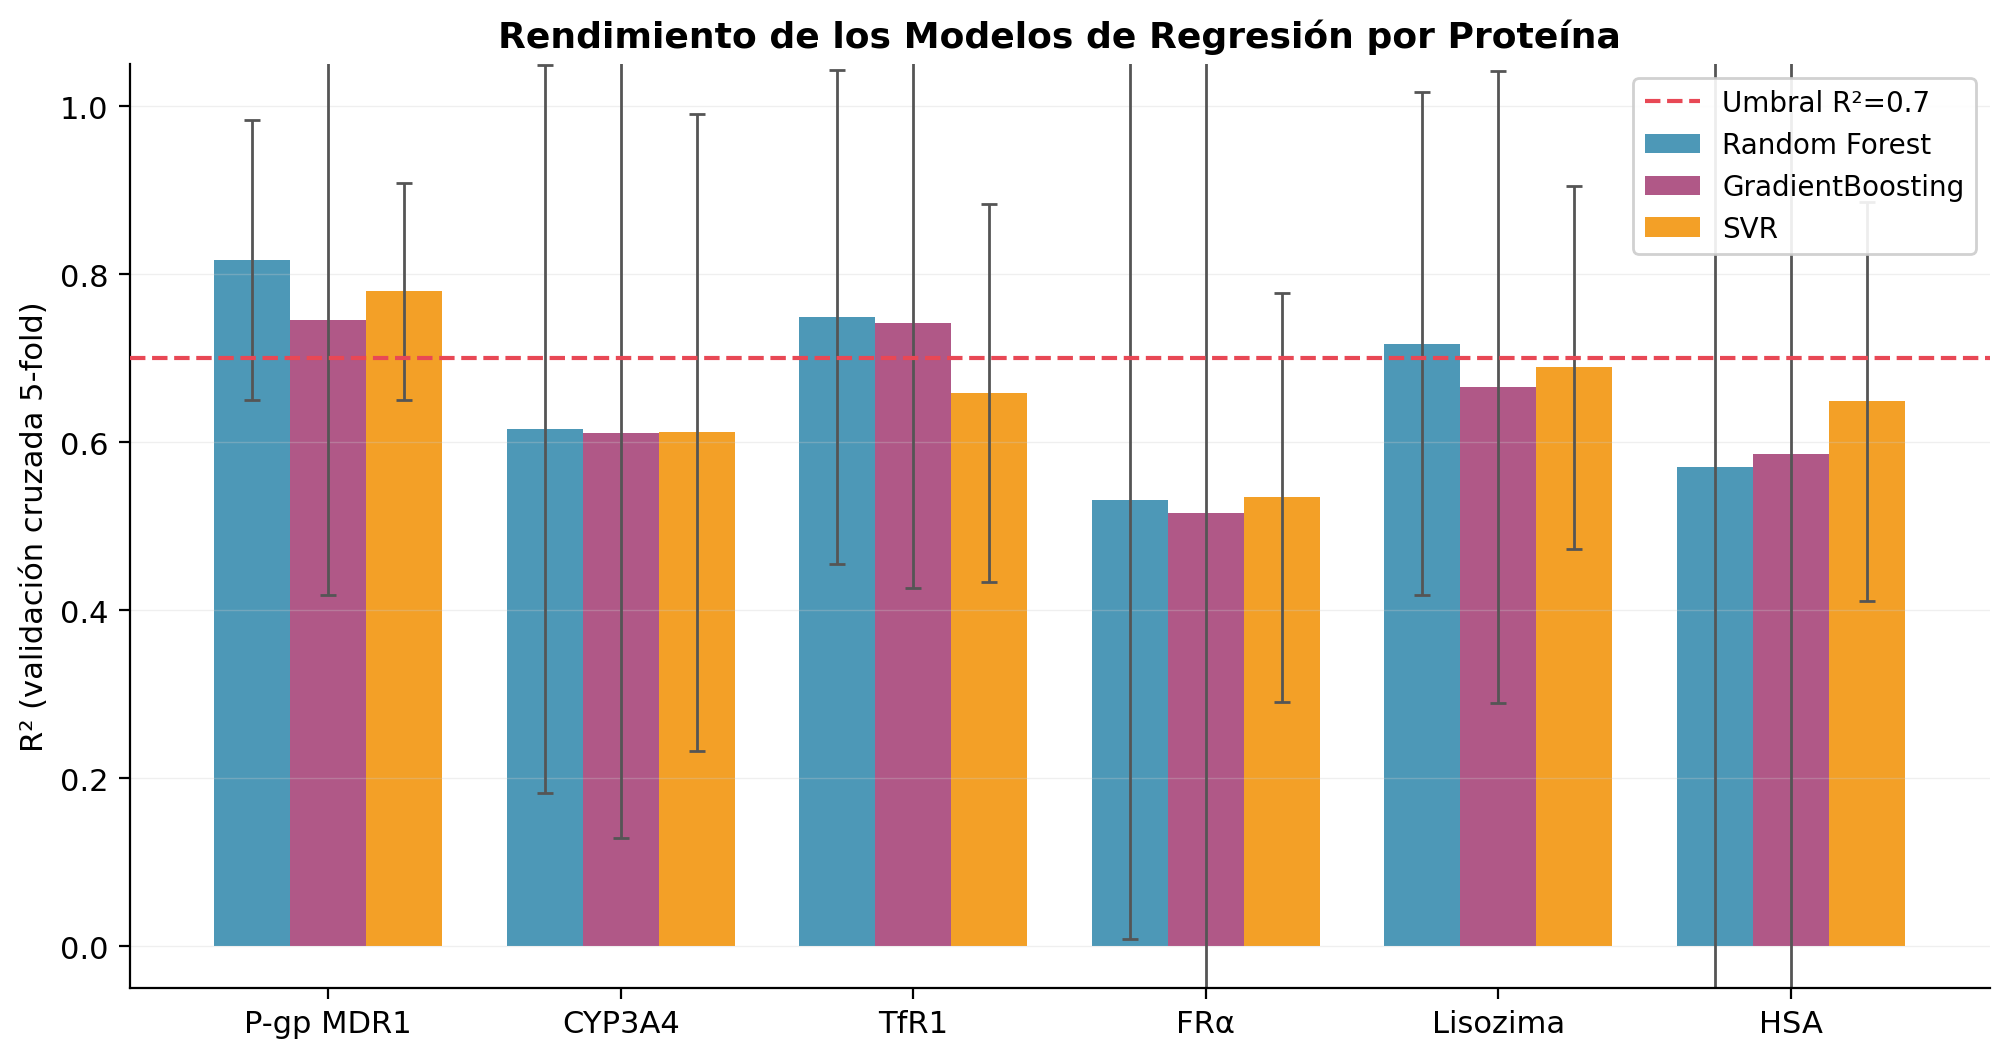 Rendimiento de los Modelos de Regresión por Proteína
R² (validación cruzada 5-fold)
1.0
0.8
0.6
0.4
0.2
0.0
Umbral R²=0.7
Random Forest
GradientBoosting
SVR
P-gp MDR1
CYP3A4
TfR1
FRα
Lisozima
HSA